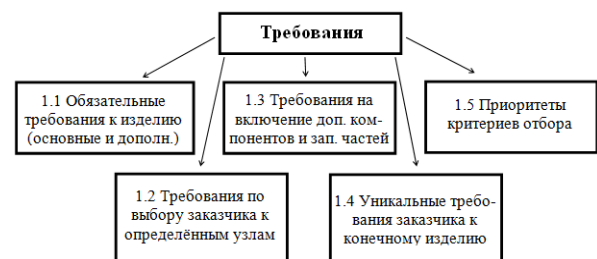 Требования
1.1 Обязательные
требования к изделию
(основные и дополн.)
1.3 Требования на
включение доп. ком-
понентов и зап. частей
1.5 Приоритеты
критериев отбора
1.2 Требования по
выбору заказчика к
определённым узлам
1.4 Уникальные требо-
вания заказчика к
конечному изделию